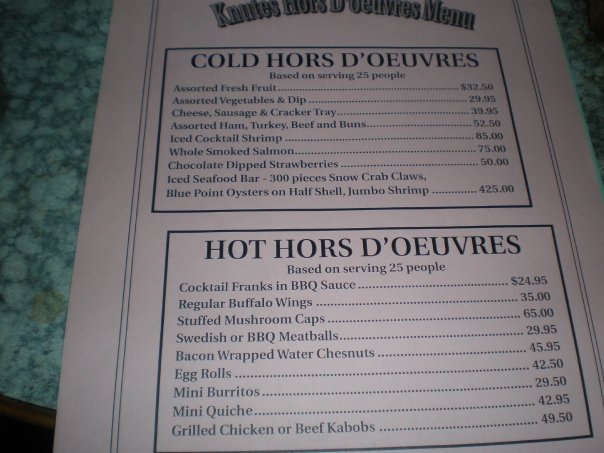 Knutes Hors D'oeuvres Menu
COLD HORS D'OEUVRES
Based on serving 25 people
Assorted Fresh Fruit........................................................$32.50
Assorted Vegetables & Dip ................................................ 29.95
Cheese, Sausage & Cracker Tray........................................39.95
Assorted Ham, Turkey, Beef and Buns................................ 52.50
Iced Cocktail Shrimp ......................................................... 85.00
Whole Smoked Salmon.......................................................75.00
Chocolate Dipped Strawberries .......................................... 50.00
Iced Seafood Bar - 300 pieces Snow Crab Claws,
Blue Point Oysters on Half Shell, Jumbo Shrimp ............. 425.00
HOT HORS D'OEUVRES
Based on serving 25 people
Cocktail Franks in BBQ Sauce........................................ $24.95
Regular Buffalo Wings ..................................................... 35.00
Stuffed Mushroom Caps ................................................... 65.00
Swedish or BBQ Meatballs................................................ 29.95
Bacon Wrapped Water Chesnuts ....................................... 45.95
Egg Rolls .......................................................................... 42.50
Mini Burritos..................................................................... 29.50
Mini Quiche....................................................................... 42.95
Grilled Chicken or Beef Kabobs ......................................... 49.50